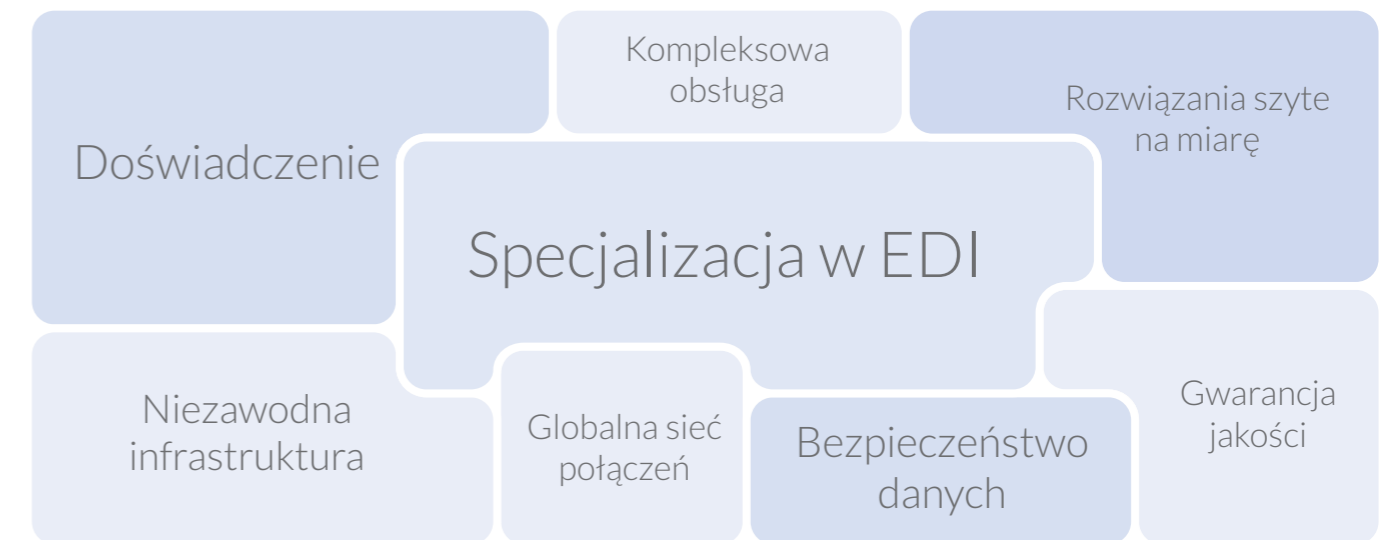 Kompleksowa
obsługa
Rozwiązania szyte
na miarę
Doświadczenie
Specjalizacja w EDI
Niezawodna
infrastruktura
Globalna sieć
połączeń
Bezpieczeństwo
danych
Gwarancja
jakości